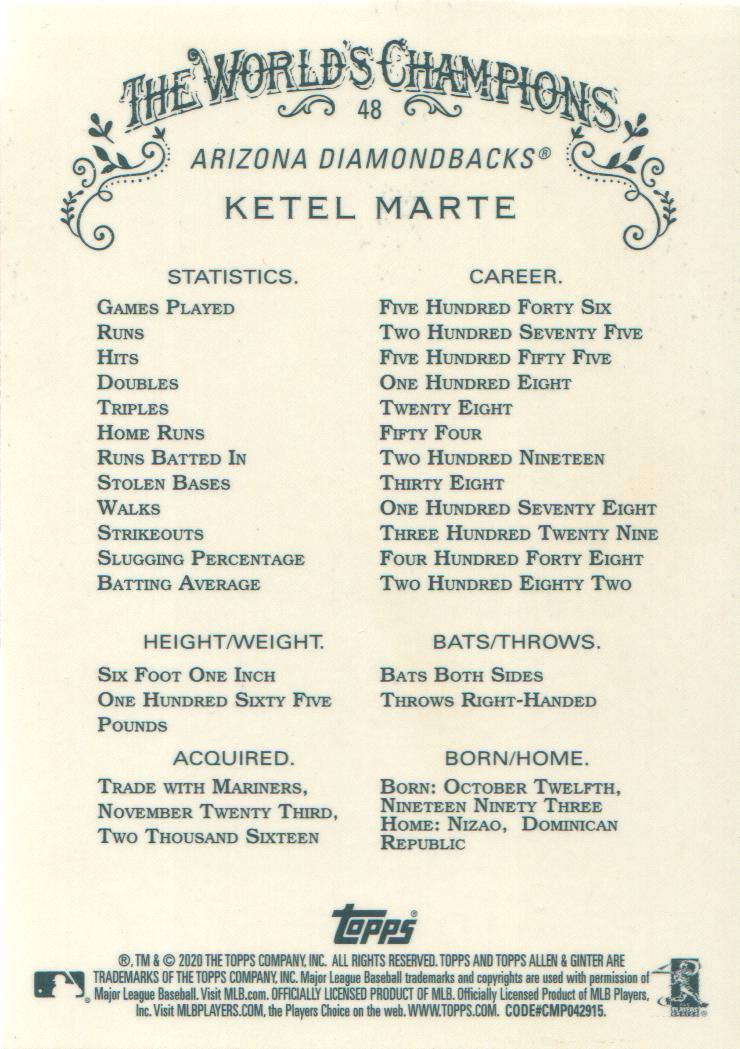 THE WORLD'S CHAMPIONS
48
ARIZONA DIAMONDBACKS®
KETEL MARTE
STATISTICS. CAREER.
GAMES PLAYED FIVE HUNDRED FORTY SIX
RUNS TWO HUNDRED SEVENTY FIVE
HITS FIVE HUNDRED FIFTY FIVE
DOUBLES ONE HUNDRED EIGHT
TRIPLES TWENTY EIGHT
HOME RUNS FIFTY FOUR
RUNS BATTED IN TWO HUNDRED NINETEEN
STOLEN BASES THIRTY EIGHT
WALKS ONE HUNDRED SEVENTY EIGHT
STRIKEOUTS THREE HUNDRED TWENTY NINE
SLUGGING PERCENTAGE FOUR HUNDRED FORTY EIGHT
BATTING AVERAGE TWO HUNDRED EIGHTY TWO
HEIGHT/WEIGHT.
SIX FOOT ONE INCH
ONE HUNDRED SIXTY FIVE
POUNDS
BATS/THROWS.
BATS BOTH SIDES
THROWS RIGHT-HANDED
ACQUIRED.
TRADE WITH MARINERS,
NOVEMBER TWENTY THIRD,
TWO THOUSAND SIXTEEN
BORN/HOME.
BORN: OCTOBER TWELFTH,
NINETEEN NINETY THREE
HOME: NIZAO, DOMINICAN
REPUBLIC
Topps®
®, TM & © 2020 THE TOPPS COMPANY, INC. ALL RIGHTS RESERVED. TOPPS AND TOPPS ALLEN & GINTER ARE
TRADEMARKS OF THE TOPPS COMPANY, INC. Major League Baseball trademarks and copyrights are used with permission of
Major League Baseball. Visit MLB.com. OFFICIALLY LICENSED PRODUCT OF MLB. Officially Licensed Product of MLB Players,
Inc. Visit MLBPLAYERS.COM, the Players Choice on the web. WWW.TOPPS.COM. CODE#CMP042915.